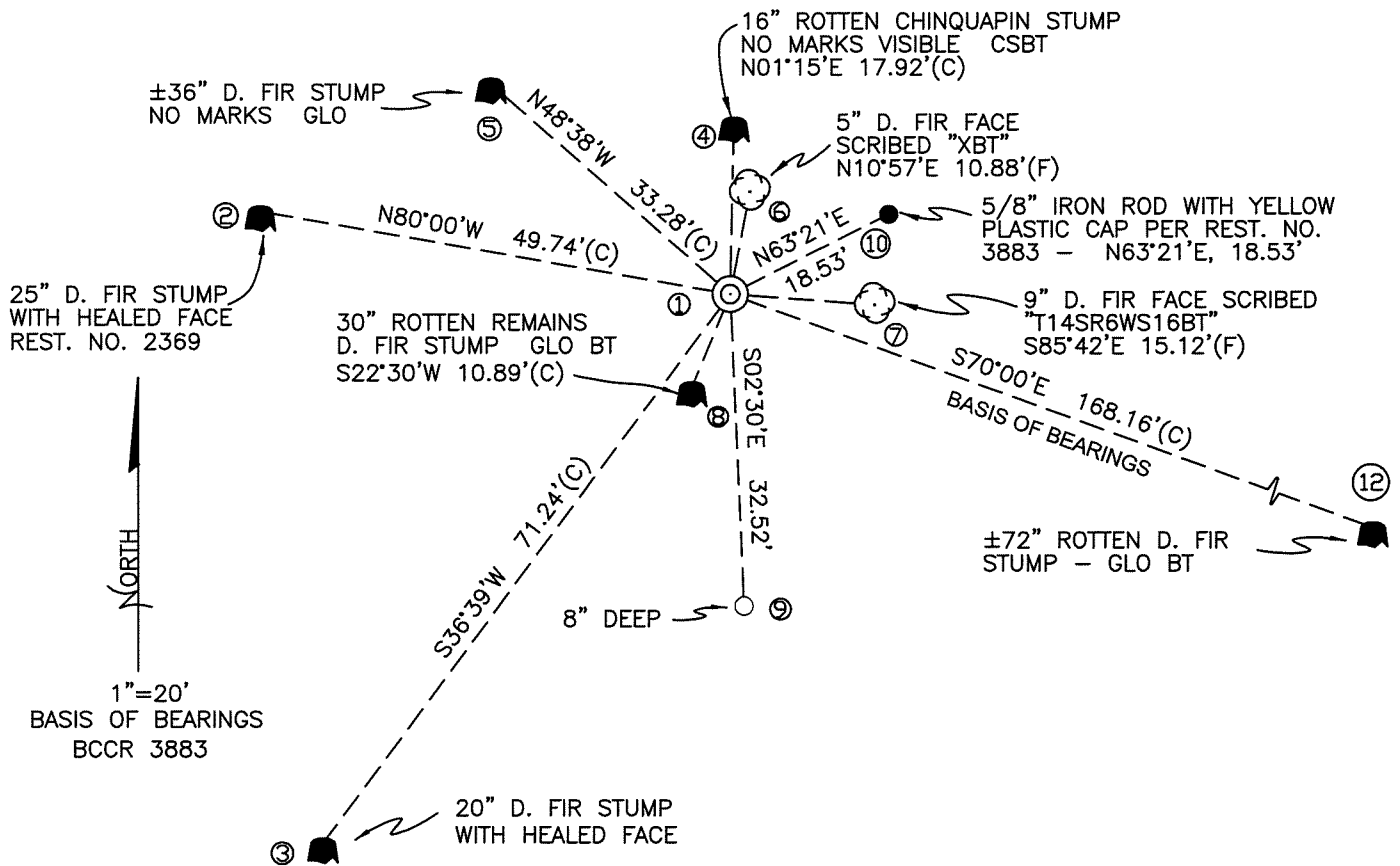 16” ROTTEN CHINQUAPIN STUMP
NO MARKS VISIBLE CSBT
N01°15’E 17.92’(C)
±36” D. FIR STUMP
NO MARKS GLO
⑤
N48°38’W 33.28’(C)
④
5” D. FIR FACE
SCRIBED ”XBT”
N10°57’E 10.88’(F)
⑥
②
N80°00’W 49.74’(C)
N63°21’E
18.53’
⑩
5/8” IRON ROD WITH YELLOW
PLASTIC CAP PER REST. NO.
3883 – N63°21’E, 18.53’
25” D. FIR STUMP
WITH HEALED FACE
REST. NO. 2369
①
30” ROTTEN REMAINS
D. FIR STUMP GLO BT
S22°30’W 10.89’(C)
⑧
⑦
9” D. FIR FACE SCRIBED
”T14SR6WS16BT”
S85°42’E 15.12’(F)
S02°30’E 32.52’
S70°00’E 168.16’(C)
BASIS OF BEARINGS
⑫
±72” ROTTEN D. FIR
STUMP – GLO BT
S36°39’W 71.24’(C)
8” DEEP
⑨
NORTH
1”=20’
BASIS OF BEARINGS
BCCR 3883
20” D. FIR STUMP
WITH HEALED FACE
③